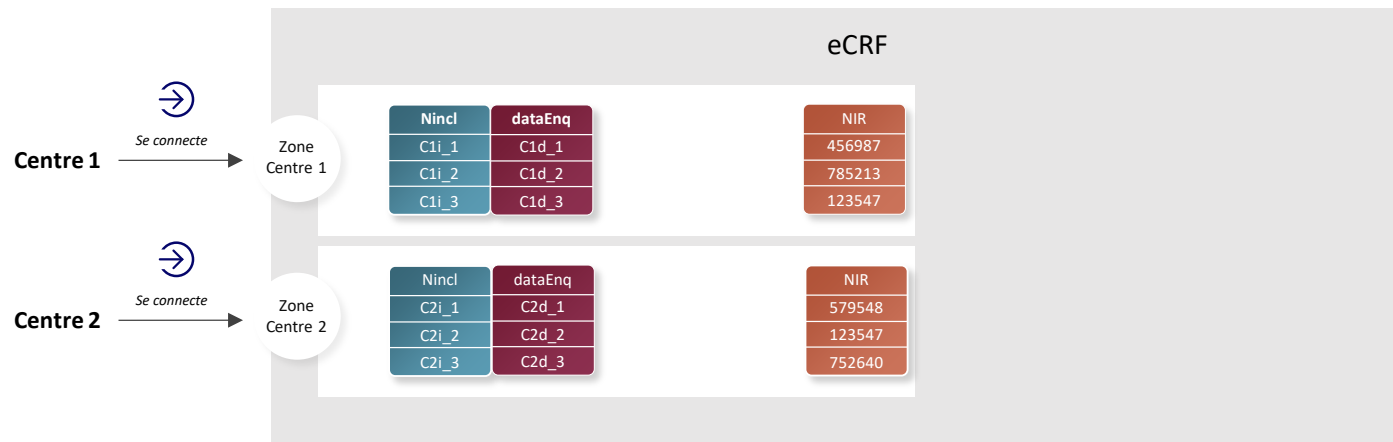 eCRF
Se connecte
Centre 1
Zone
Centre 1
Nincl dataEnq
C1i_1 C1d_1
C1i_2 C1d_2
C1i_3 C1d_3
NIR
456987
785213
123547
Se connecte
Centre 2
Zone
Centre 2
Nincl dataEnq
C2i_1 C2d_1
C2i_2 C2d_2
C2i_3 C2d_3
NIR
579548
123547
752640